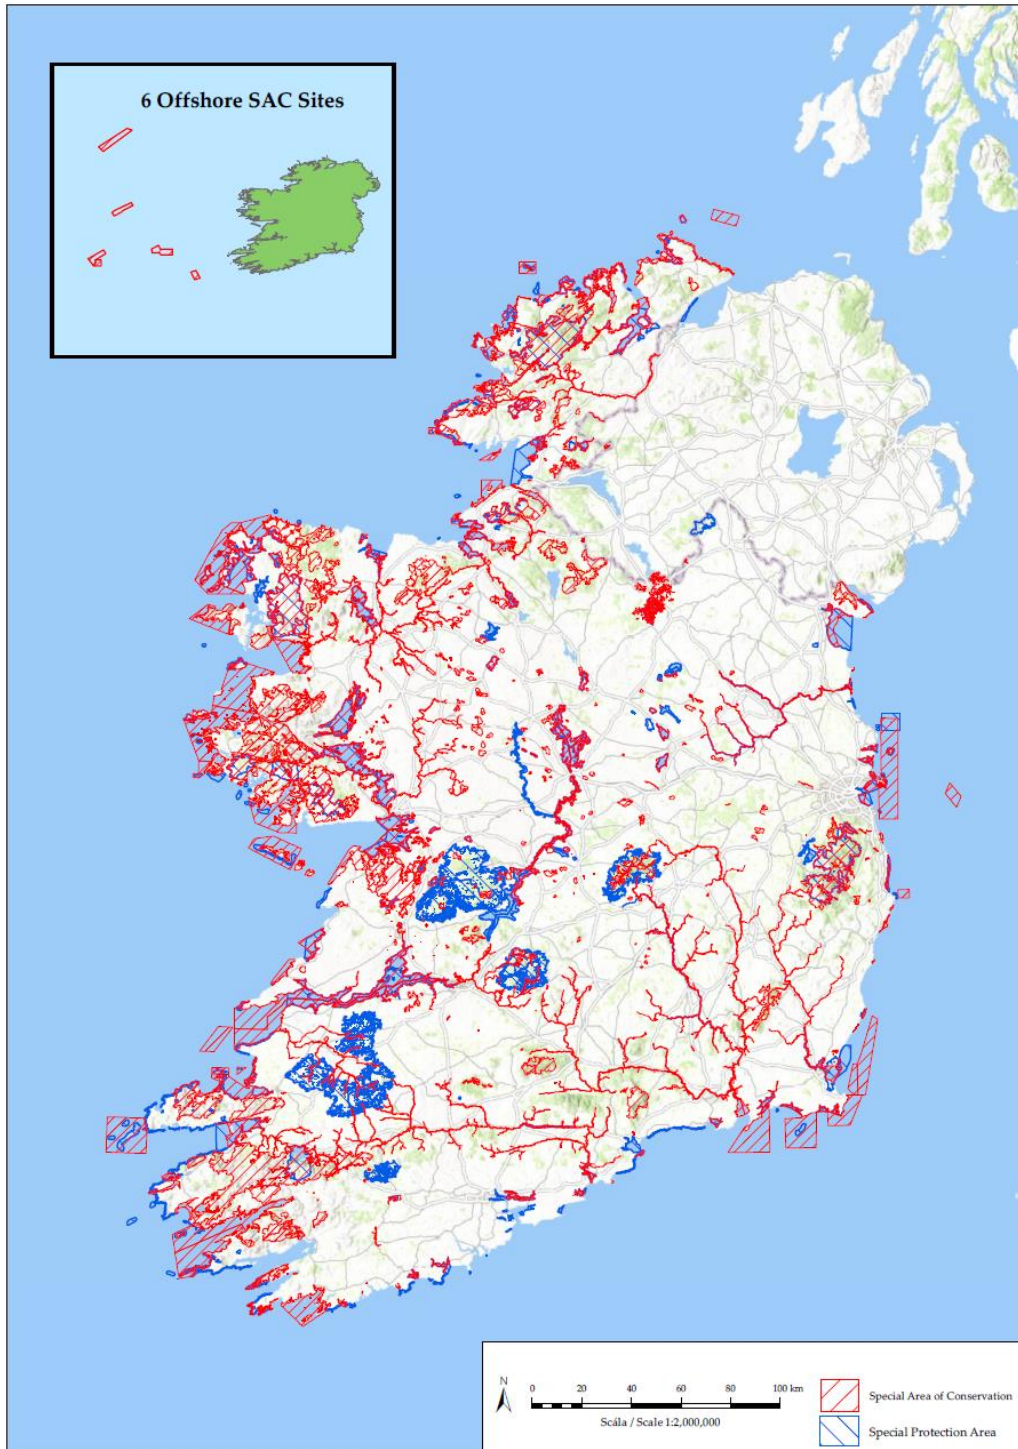 6 Offshore SAC Sites
N
0 20 40 60 80 100 km
Scála / Scale 1:2,000,000
Special Area of Conservation
Special Protection Area